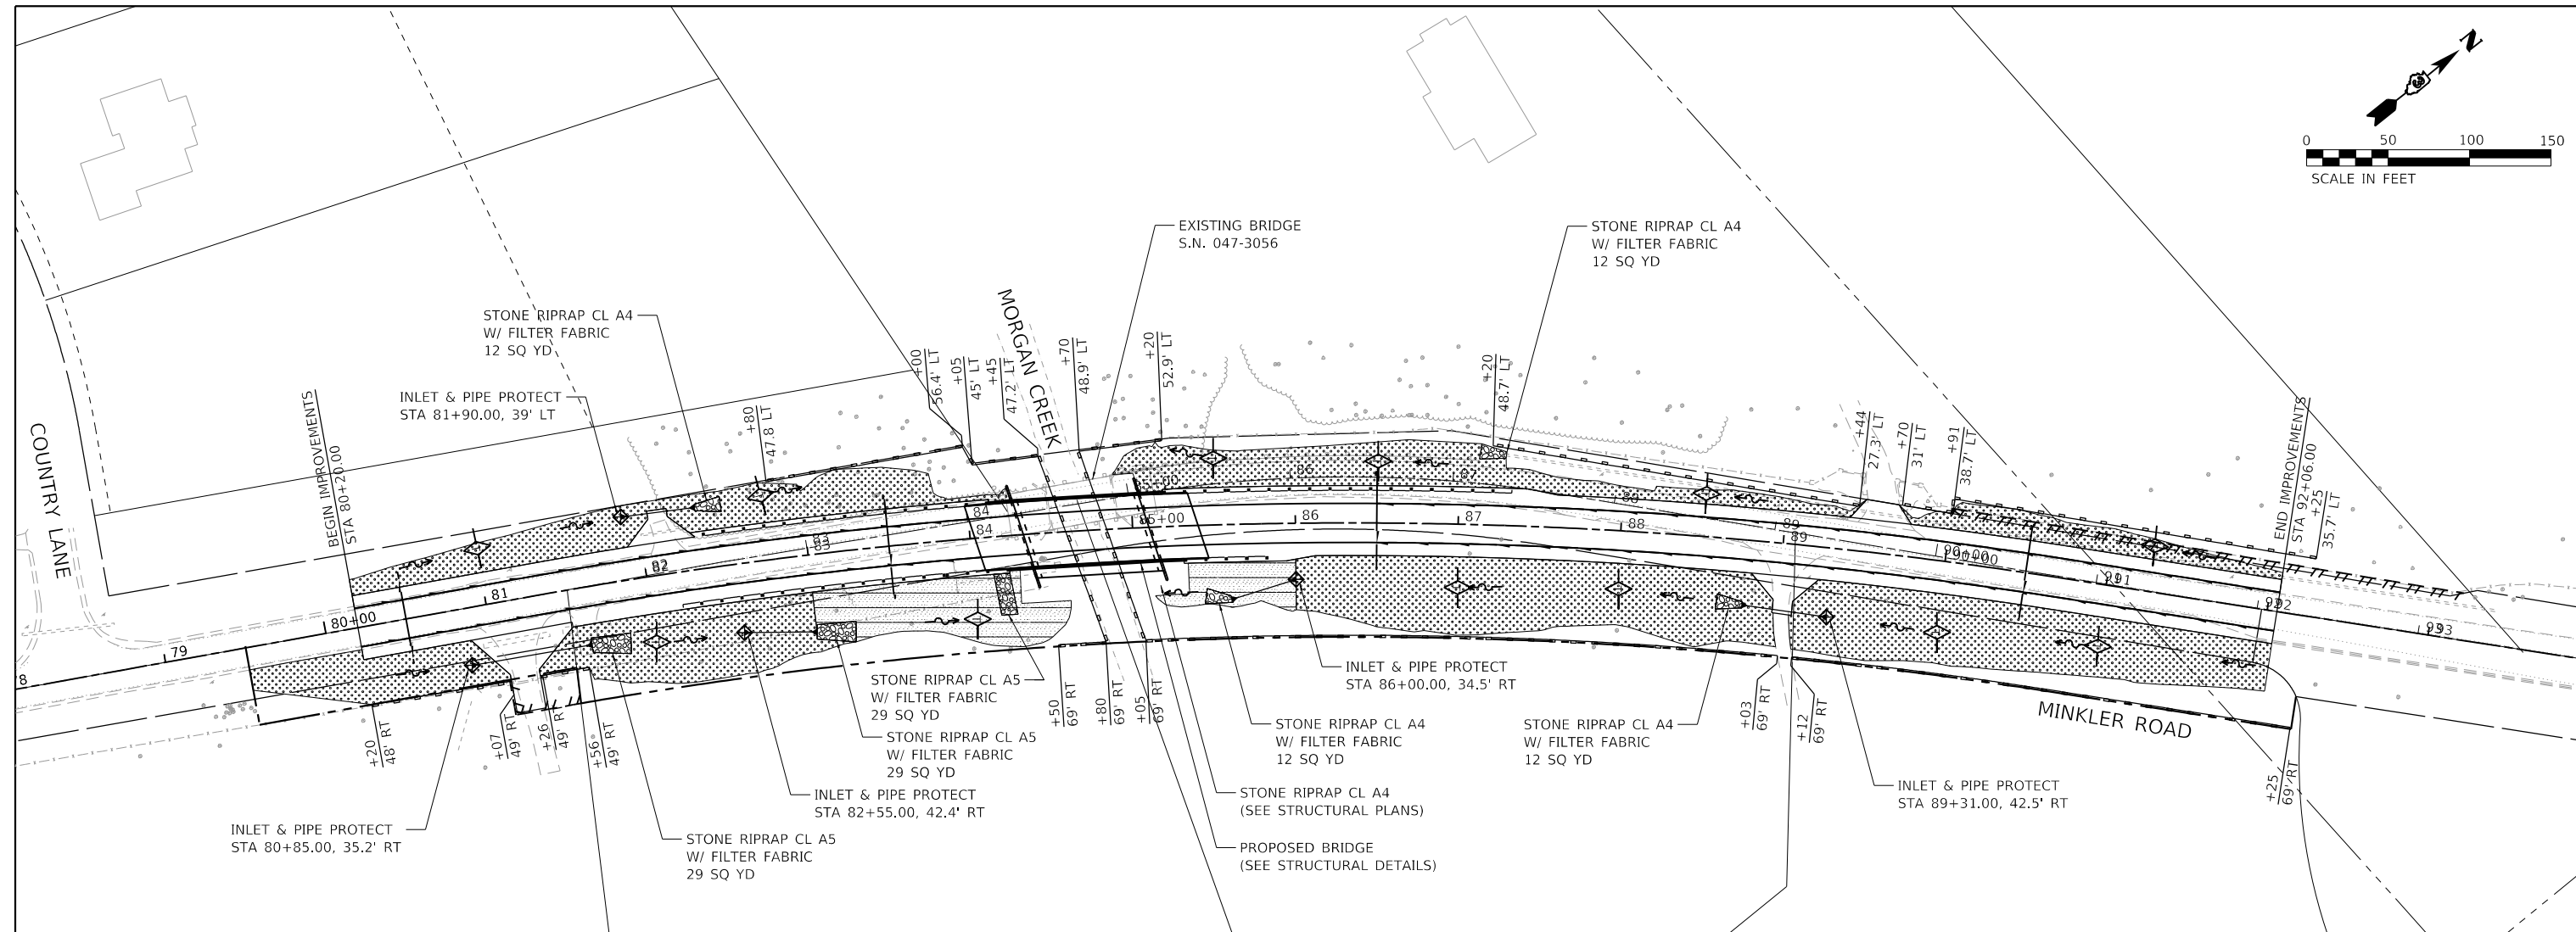 N
0 50 100 150
SCALE IN FEET
EXISTING BRIDGE
S.N. 047-3056
STONE RIPRAP CL A4
W/ FILTER FABRIC
12 SQ YD
STONE RIPRAP CL A4
W/ FILTER FABRIC
12 SQ YD
INLET & PIPE PROTECT
STA 81+90.00, 39' LT
MORGAN CREEK
COUNTRY LANE
BEGIN IMPROVEMENTS
STA 80+20.00
+80
47.8 LT
+00
56.4' LT
+05
45' LT
+45
47.2' LT
+70
48.9' LT
+20
52.9' LT
+20
48.7' LT
+44
27.3' LT
+70
31' LT
+91
38.7' LT
END IMPROVEMENTS
STA 92+06.00
+25
35.7' LT
84
86
87
88
89
90+00
79
80+00
81
82
83
84
85+00
86
87
88
89
90+00
91
92
93
+20
48' RT
+07
49' RT
+26
49' RT
+56
49' RT
+50
69' RT
+80
69' RT
+05
69' RT
+03
69' RT
+12
69' RT
+25
69' RT
MINKLER ROAD
STONE RIPRAP CL A5
W/ FILTER FABRIC
29 SQ YD
STONE RIPRAP CL A5
W/ FILTER FABRIC
29 SQ YD
INLET & PIPE PROTECT
STA 82+55.00, 42.4' RT
INLET & PIPE PROTECT
STA 80+85.00, 35.2' RT
STONE RIPRAP CL A5
W/ FILTER FABRIC
29 SQ YD
INLET & PIPE PROTECT
STA 86+00.00, 34.5' RT
STONE RIPRAP CL A4
W/ FILTER FABRIC
12 SQ YD
STONE RIPRAP CL A4
W/ FILTER FABRIC
12 SQ YD
STONE RIPRAP CL A4
(SEE STRUCTURAL PLANS)
PROPOSED BRIDGE
(SEE STRUCTURAL DETAILS)
INLET & PIPE PROTECT
STA 89+31.00, 42.5' RT